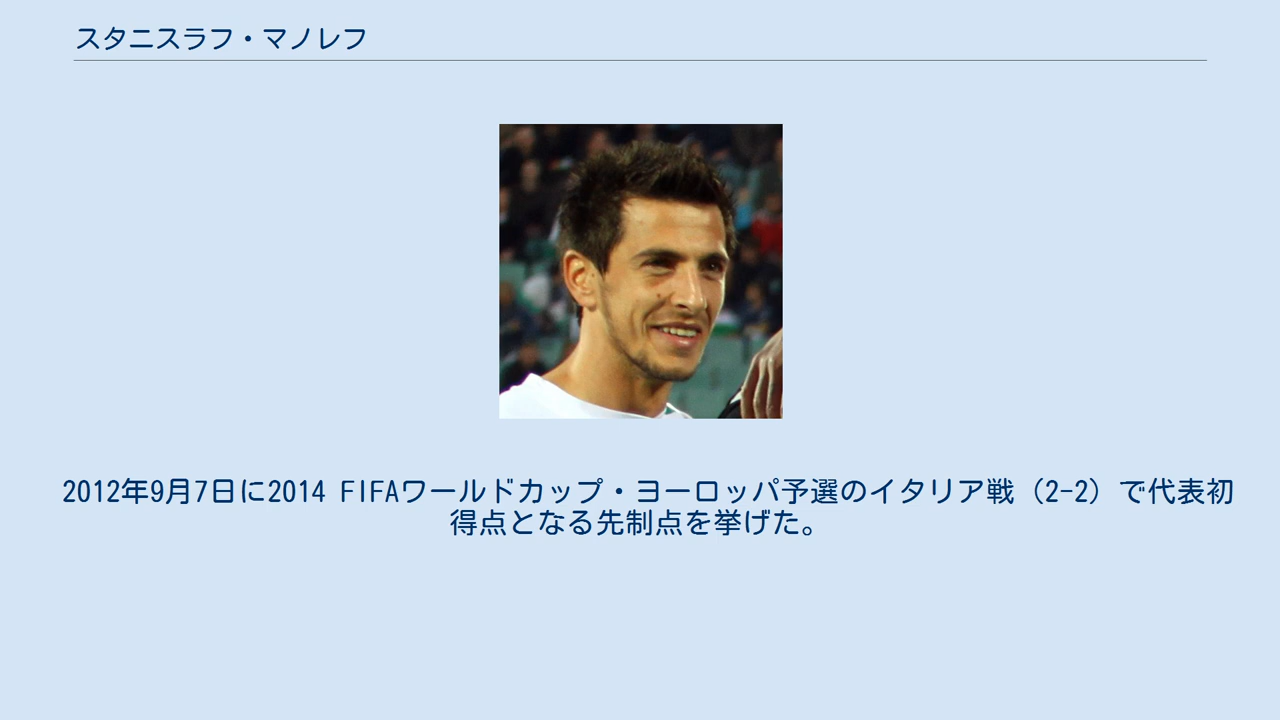 スタニスラフ・マノレフ
2012年9月7日に2014 FIFAワールドカップ・ヨーロッパ予選のイタリア戦（2-2）で代表初
得点となる先制点を挙げた。